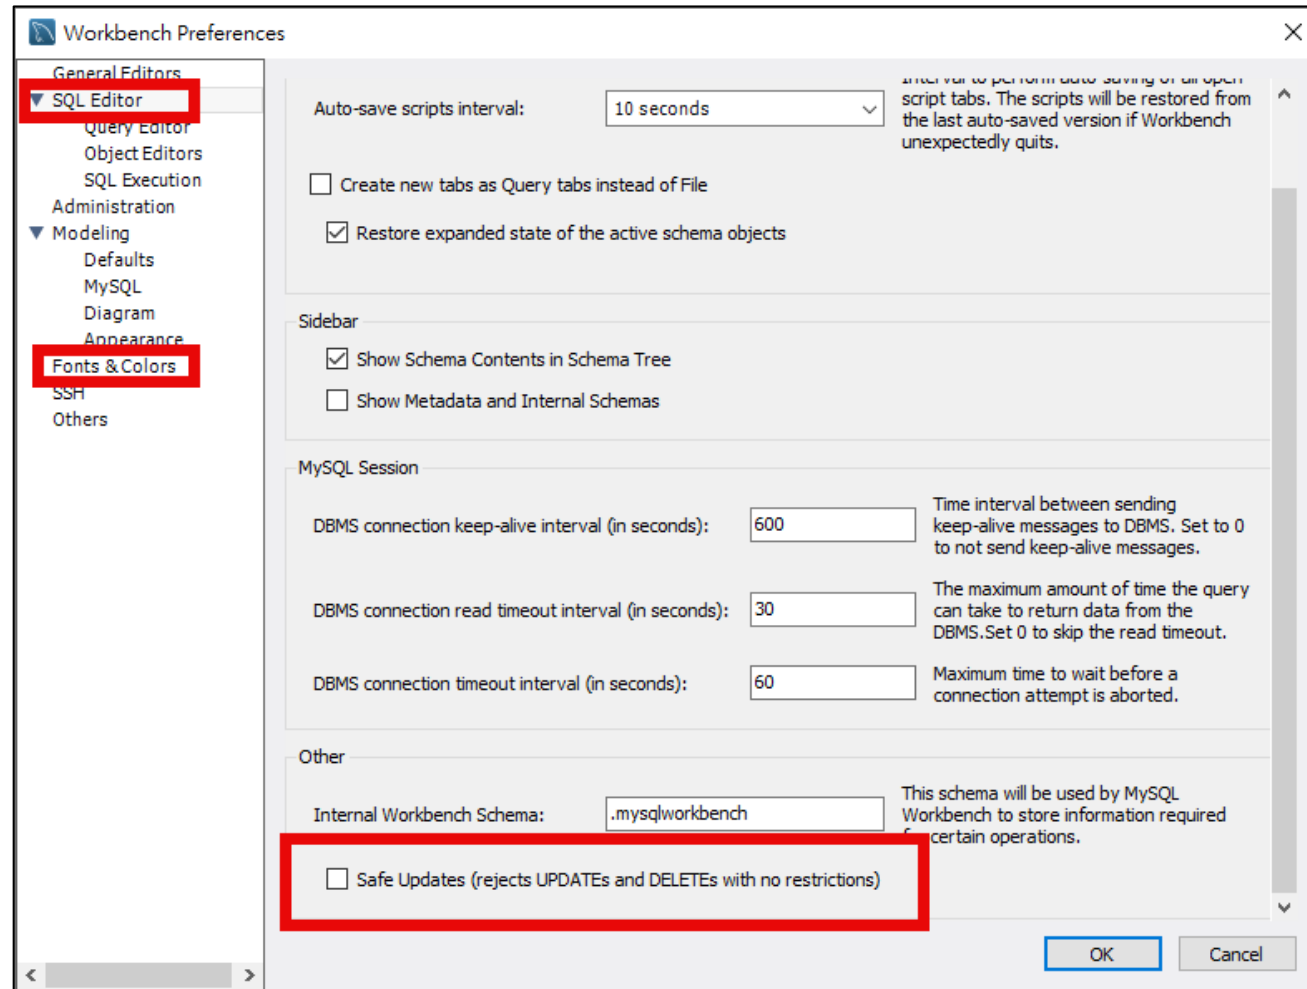 Workbench Preferences
General Editors
SQL Editor
Query Editor
Object Editors
SQL Execution
Administration
Modeling
Defaults
MySQL
Diagram
Appearance
Fonts & Colors
SSH
Others
Auto-save scripts interval:
10 seconds
Interval to perform auto-saving of all open
script tabs. The scripts will be restored from
the last auto-saved version if Workbench
unexpectedly quits.
Create new tabs as Query tabs instead of File
Restore expanded state of the active schema objects
Sidebar
Show Schema Contents in Schema Tree
Show Metadata and Internal Schemas
MySQL Session
DBMS connection keep-alive interval (in seconds):
600
Time interval between sending
keep-alive messages to DBMS. Set to 0
to not send keep-alive messages.
DBMS connection read timeout interval (in seconds):
30
The maximum amount of time the query
can take to return data from the
DBMS.Set 0 to skip the read timeout.
DBMS connection timeout interval (in seconds):
60
Maximum time to wait before a
connection attempt is aborted.
Other
Internal Workbench Schema:
.mysqlworkbench
This schema will be used by MySQL
Workbench to store information required
for certain operations.
Safe Updates (rejects UPDATEs and DELETEs with no restrictions)
OK
Cancel